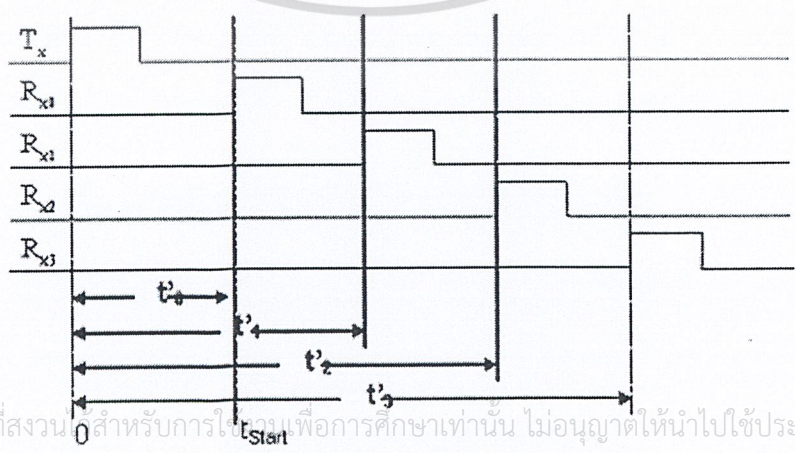 Tx
Rx1
Rx1
Rx2
Rx3
t'0
t'1
t'2
t'3
0 tStart
ที่สงวนไว้สำหรับการใช้งานเพื่อการศึกษาเท่านั้น ไม่อนุญาตให้นำไปใช้ประ